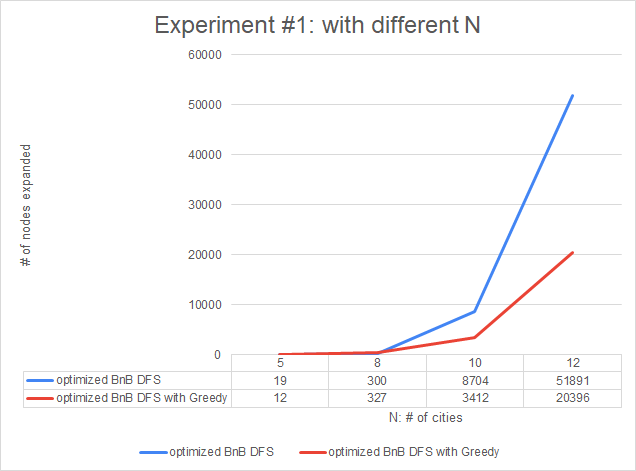 Experiment #1: with different N
60000
50000
40000
30000
20000
10000
0
# of nodes expanded
5 8 10 12
optimized BnB DFS 19 300 8704 51891
optimized BnB DFS with Greedy 12 327 3412 20396
N: # of cities
optimized BnB DFS optimized BnB DFS with Greedy